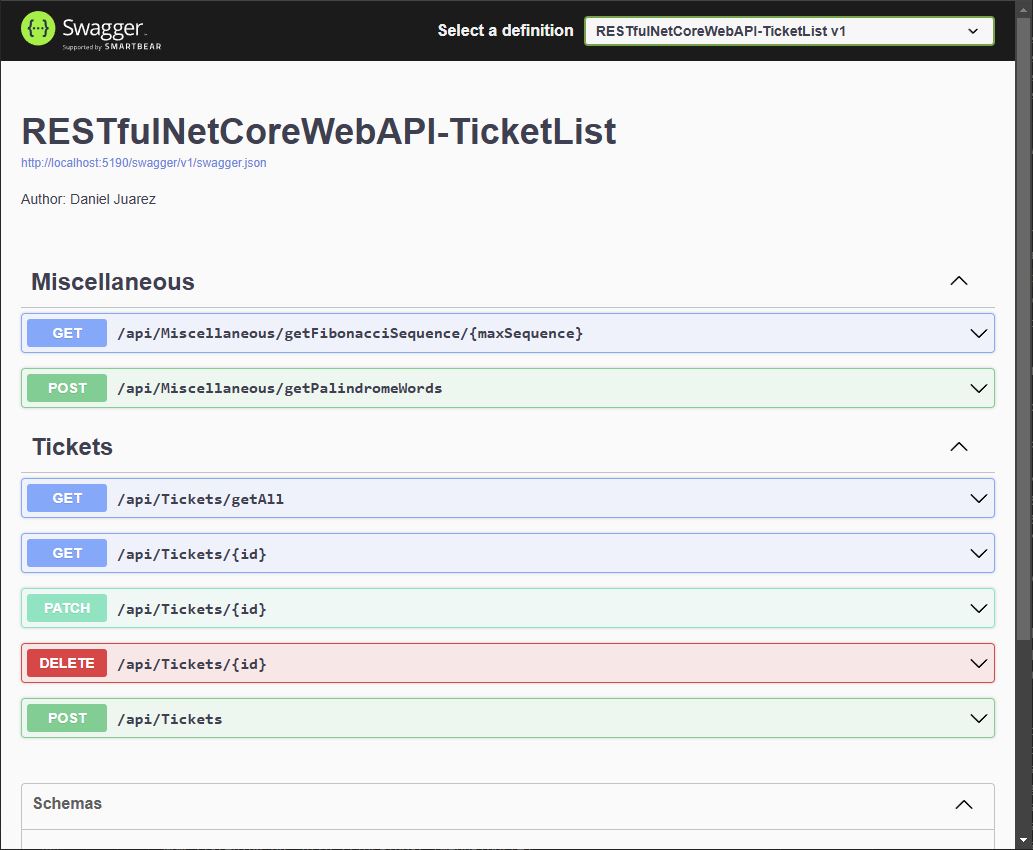 Swagger
Supported by SMARTBEAR
Select a definition
RESTfulNetCoreWebAPI-TicketList v1
RESTfulNetCoreWebAPI-TicketList
http://localhost:5190/swagger/v1/swagger.json
Author: Daniel Juarez
Miscellaneous
GET /api/Miscellaneous/getFibonacciSequence/{maxSequence}
POST /api/Miscellaneous/getPalindromeWords
Tickets
GET /api/Tickets/getAll
GET /api/Tickets/{id}
PATCH /api/Tickets/{id}
DELETE /api/Tickets/{id}
POST /api/Tickets
Schemas